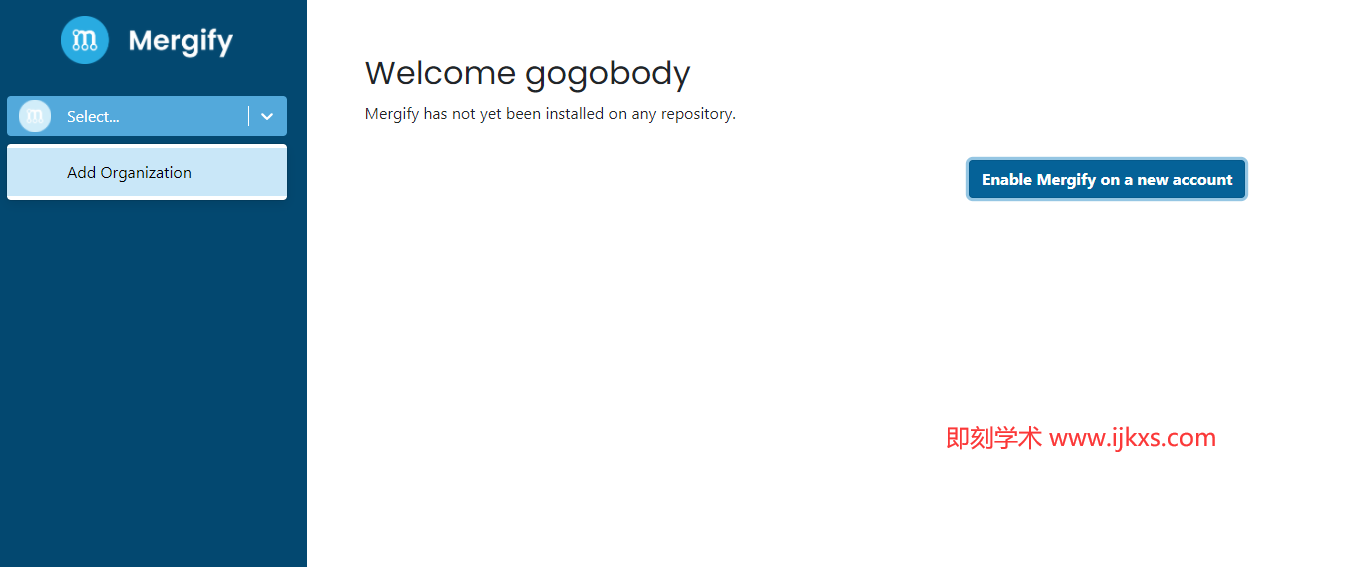 Mergify
Select...
Add Organization
Welcome gogobody
Mergify has not yet been installed on any repository.
Enable Mergify on a new account
即刻学术 www.ijkxs.com